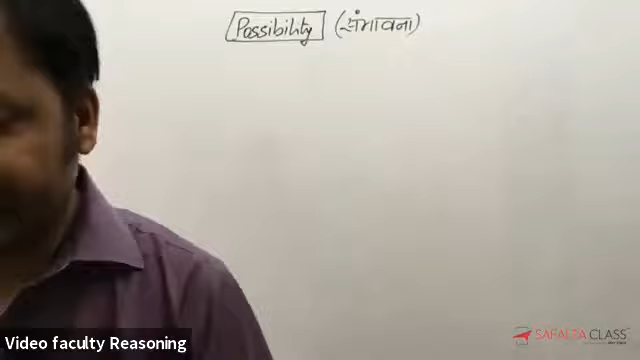 Possibility (संभावना)
SAFALTA CLASS
Video faculty Reasoning